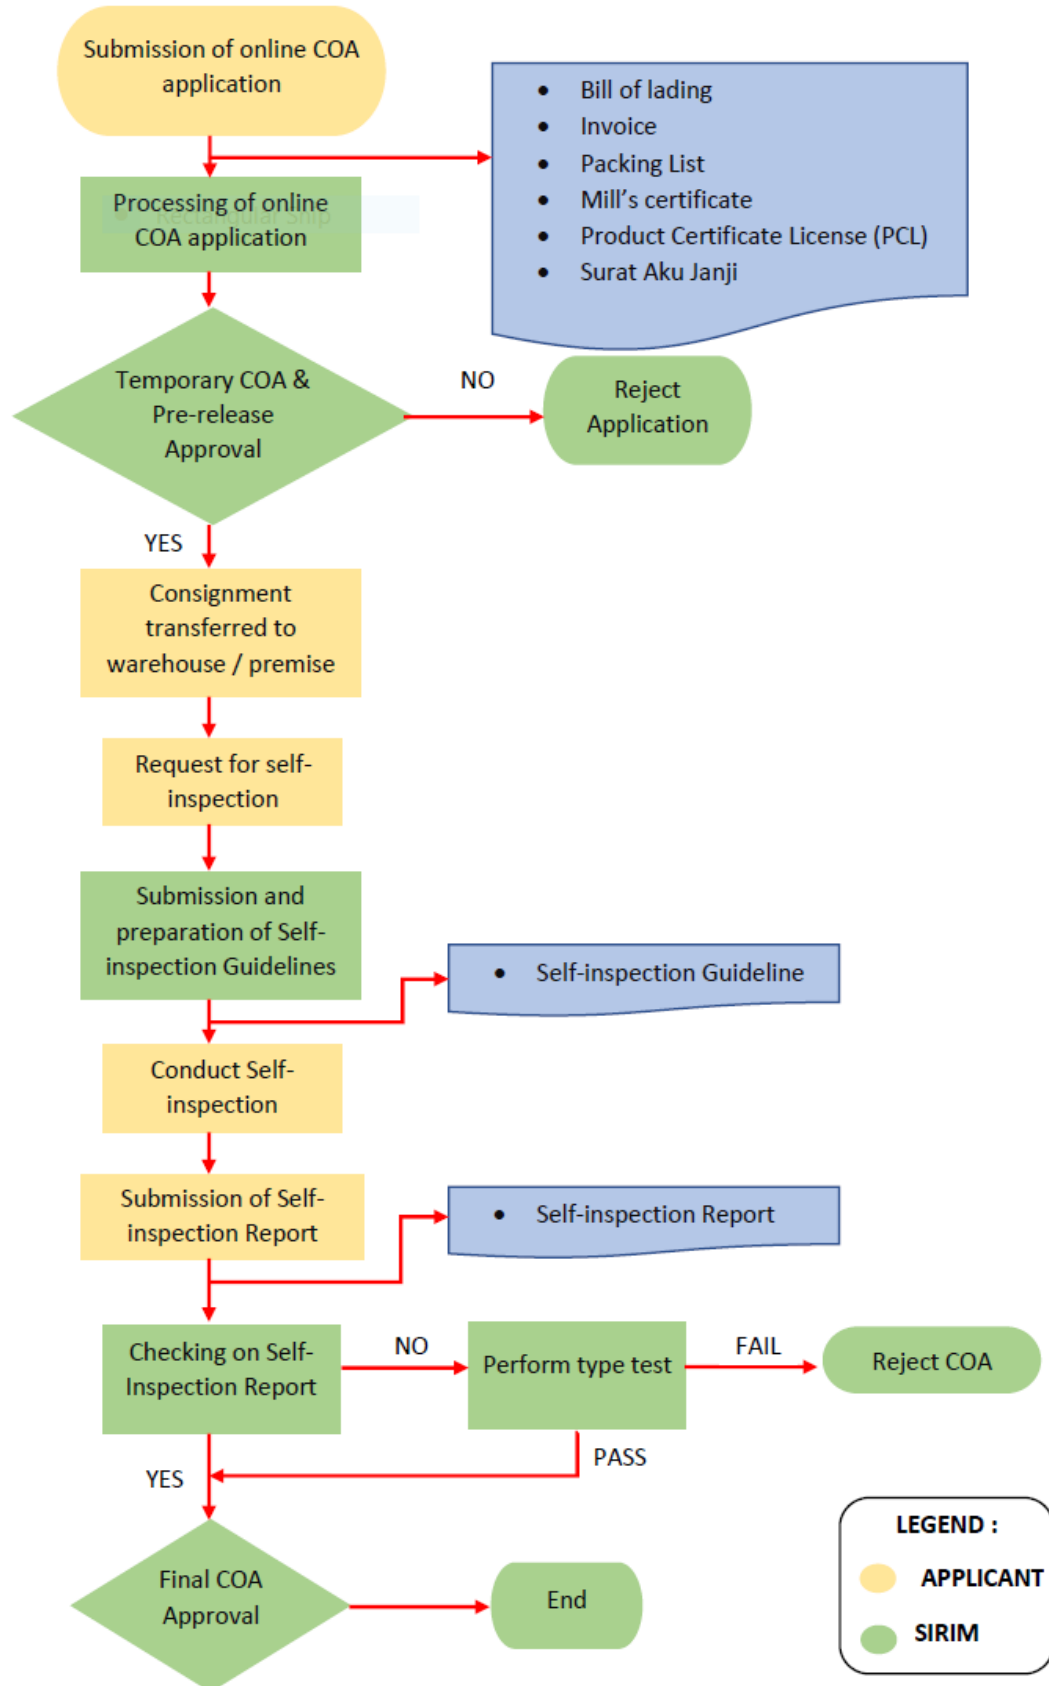 Submission of online COA
application
• Bill of lading
• Invoice
• Packing List
• Mill's certificate
• Product Certificate License (PCL)
• Surat Aku Janji
Processing of online
COA application
• Rectangular Snip
Temporary COA &
Pre-release
Approval
NO
Reject
Application
YES
Consignment
transferred to
warehouse / premise
Request for self-
inspection
Submission and
preparation of Self-
inspection Guidelines
• Self-inspection Guideline
Conduct Self-
inspection
Submission of Self-
inspection Report
• Self-inspection Report
Checking on Self-
Inspection Report
NO
Perform type test
FAIL
Reject COA
PASS
YES
Final COA
Approval
End
LEGEND :
APPLICANT
SIRIM